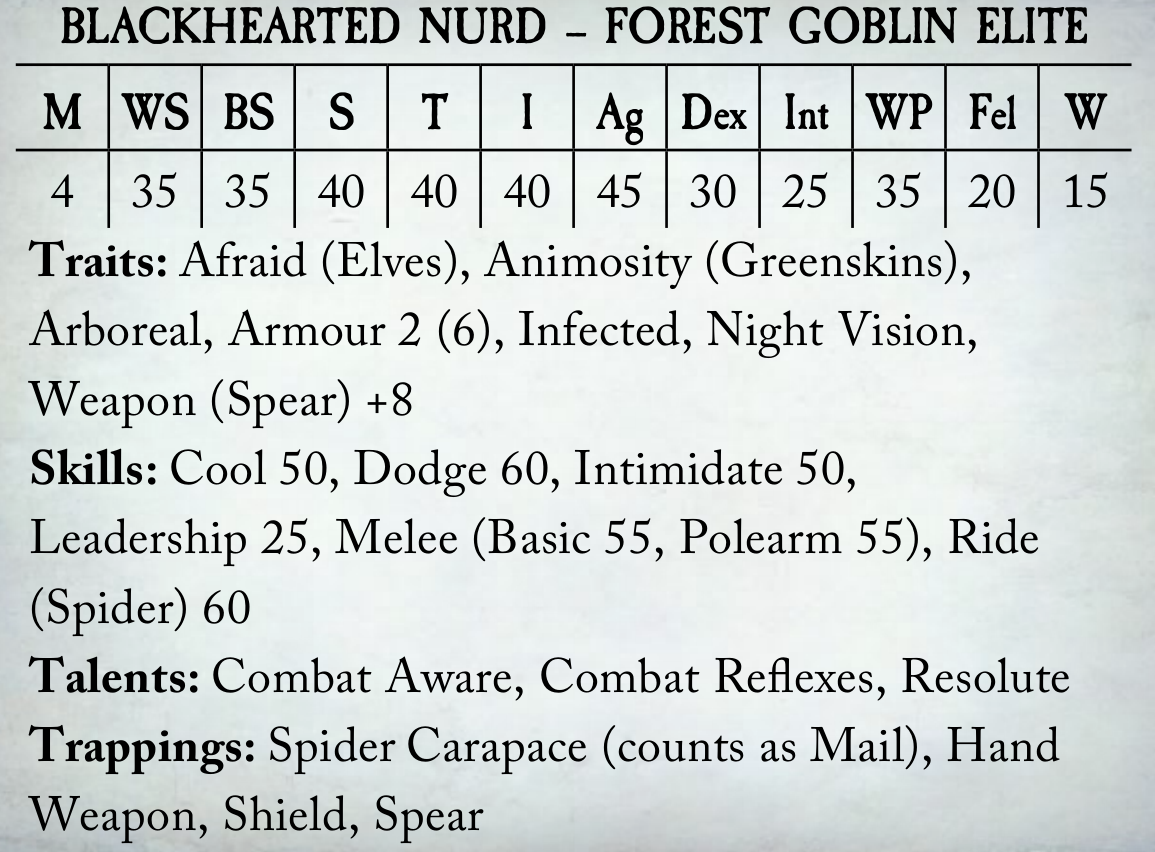 BLACKHEARTED NURD – FOREST GOBLIN ELITE
M WS BS S T I Ag Dex Int WP Fel W
4 35 35 40 40 40 45 30 25 35 20 15
Traits: Afraid (Elves), Animosity (Greenskins),
Arboreal, Armour 2 (6), Infected, Night Vision,
Weapon (Spear) +8
Skills: Cool 50, Dodge 60, Intimidate 50,
Leadership 25, Melee (Basic 55, Polearm 55), Ride
(Spider) 60
Talents: Combat Aware, Combat Reflexes, Resolute
Trappings: Spider Carapace (counts as Mail), Hand
Weapon, Shield, Spear